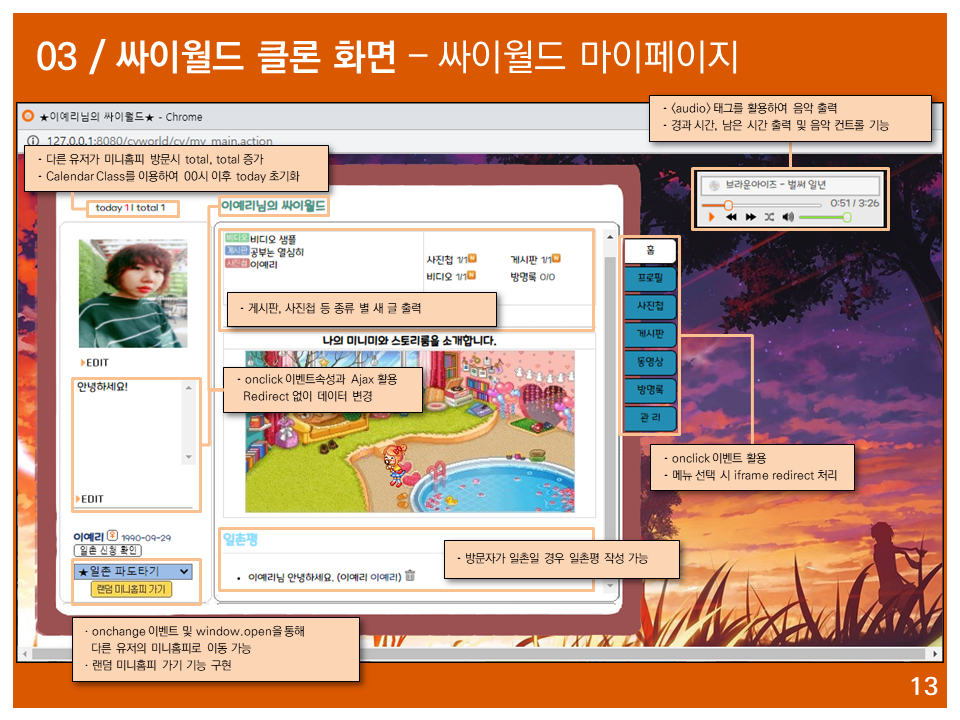 03 / 싸이월드 클론 화면 – 싸이월드 마이페이지
★이예리님의 싸이월드★ - Chrome
127.0.0.1:8080/cyworld/cy/my_main.action
- <audio>태그를 활용하여 음악 출력
- 경과 시간, 남은 시간 출력 및 음악 컨트롤 기능
- 다른 유저가 미니홈피 방문시 total, total 증가
- Calendar Class를 이용하여 00시 이후 today 초기화
today 1 | total 1
이예리님의 싸이월드
브라운아이즈 - 벌써 일년
0:51 / 3:26
비디오 비디오 샘플
게시판 공부는 열심히
사진첩 이예리
사진첩 1/1 N 게시판 1/1 N
비디오 1/1 N 방명록 0/0
- 게시판, 사진첩 등 종류 별 새 글 출력
홈
프로필
사진첩
게시판
동영상
방명록
관 리
나의 미니미와 스토리룸을 소개합니다.
EDIT
안녕하세요!
- onclick 이벤트속성과 Ajax 활용
Redirect 없이 데이터 변경
- onclick 이벤트 활용
- 메뉴 선택 시 iframe redirect 처리
EDIT
이예리 1990-09-29
일촌 신청 확인
★일촌 파도타기
랜덤 미니홈피 가기
일촌평
- 방문자가 일촌일 경우 일촌평 작성 가능
• 이예리님 안녕하세요. (이예리 이예리)
- onchange 이벤트 및 window.open을 통해
다른 유저의 미니홈피로 이동 가능
- 랜덤 미니홈피 가기 기능 구현
13